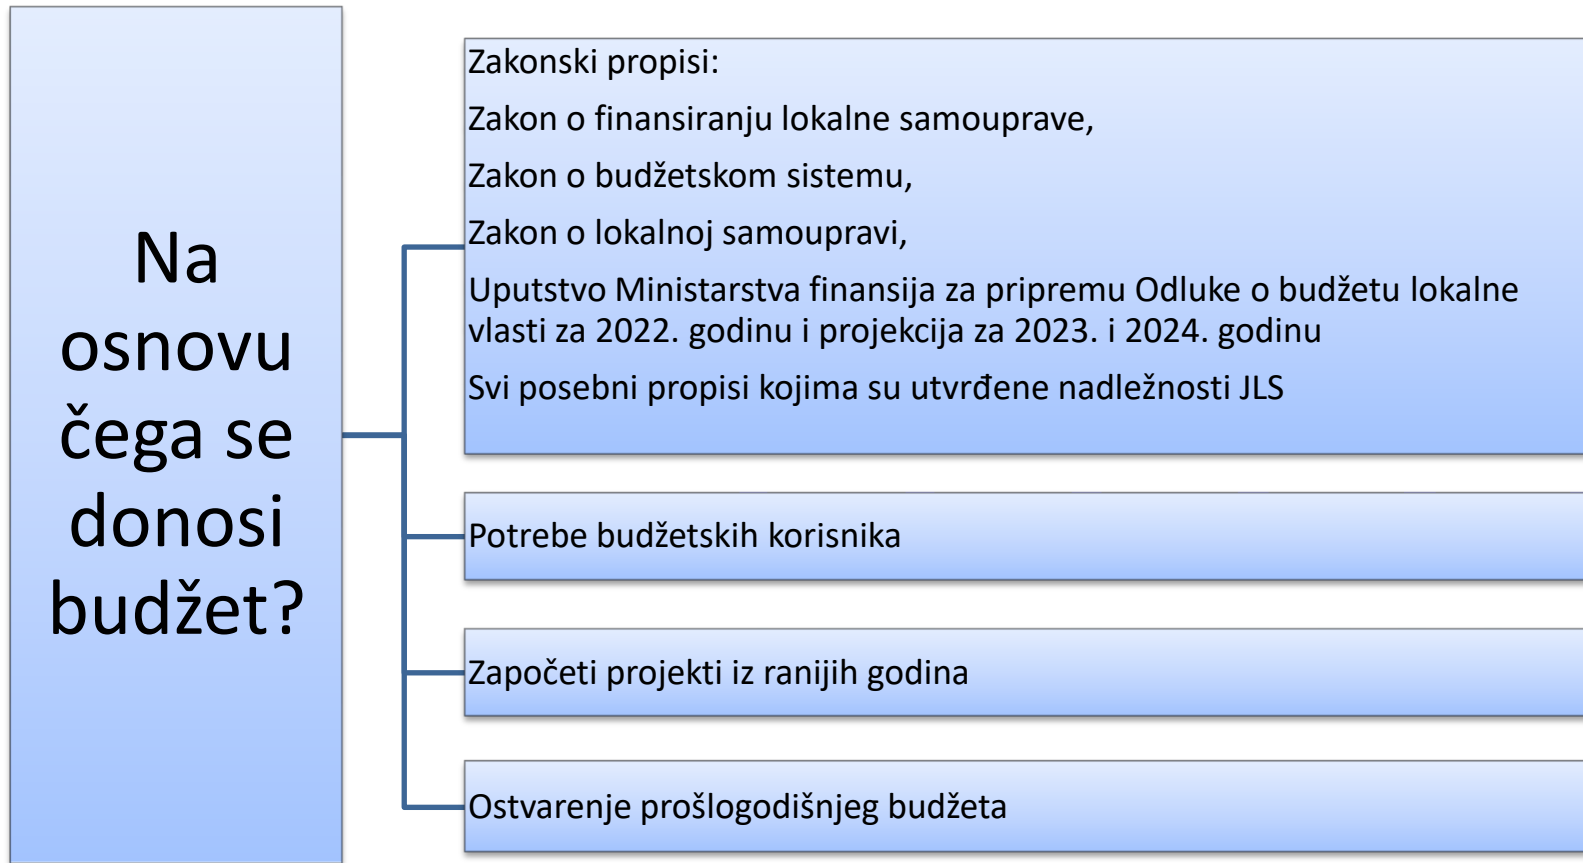 Na
osnovu
čega se
donosi
budžet?
Zakonski propisi:
Zakon o finansiranju lokalne samouprave,
Zakon o budžetskom sistemu,
Zakon o lokalnoj samoupravi,
Uputstvo Ministarstva finansija za pripremu Odluke o budžetu lokalne
vlasti za 2022. godinu i projekcija za 2023. i 2024. godinu
Svi posebni propisi kojima su utvrđene nadležnosti JLS
Potrebe budžetskih korisnika
Započeti projekti iz ranijih godina
Ostvarenje prošlogodišnjeg budžeta